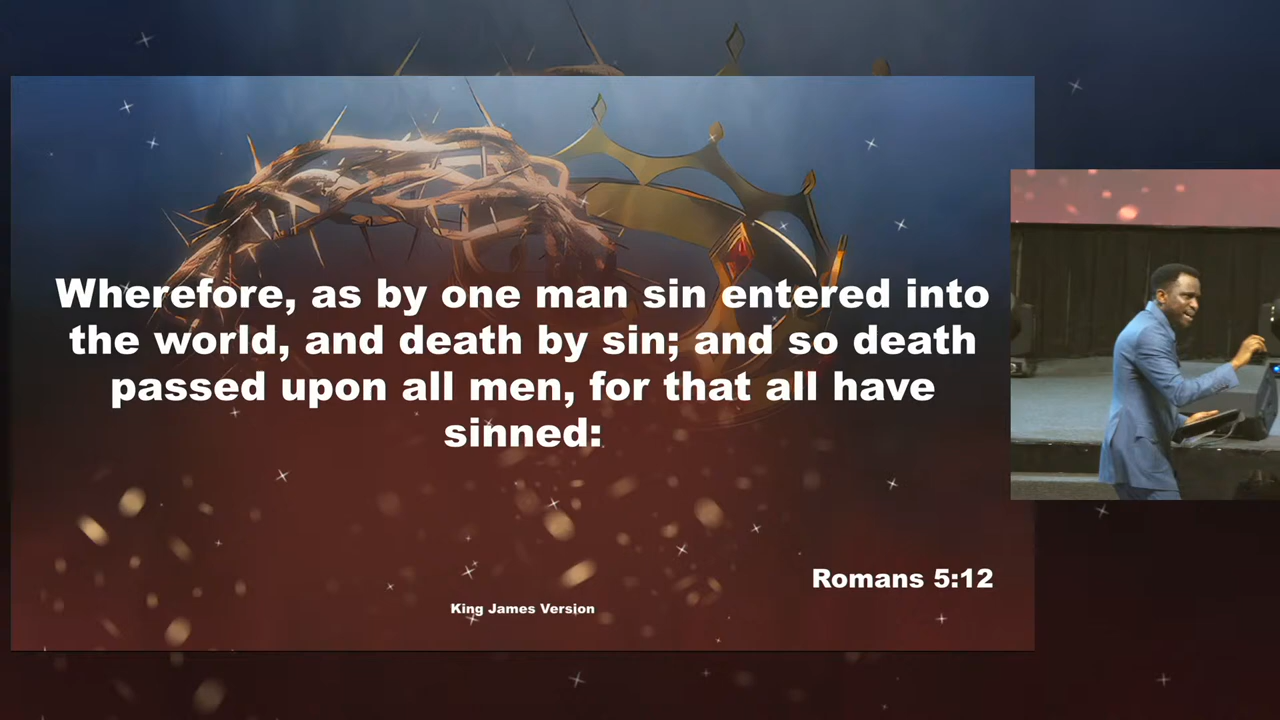 Wherefore, as by one man sin entered into
the world, and death by sin; and so death
passed upon all men, for that all have
sinned:
Romans 5:12
King James Version